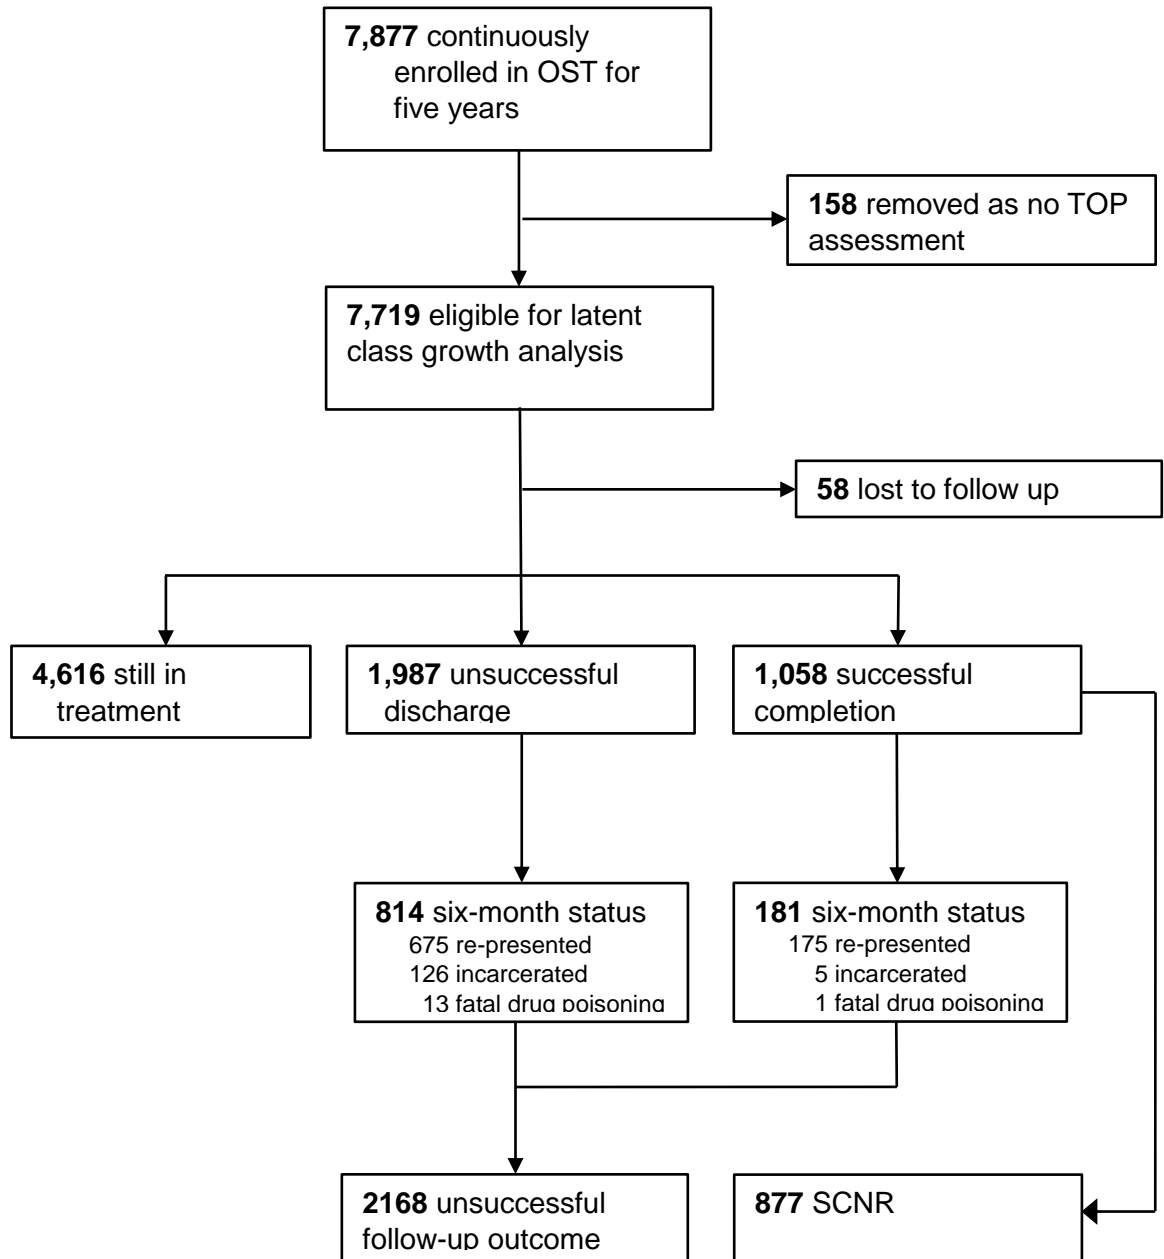 7,877 continuously
enrolled in OST for
five years
158 removed as no TOP
assessment
7,719 eligible for latent
class growth analysis
58 lost to follow up
4,616 still in
treatment
1,987 unsuccessful
discharge
1,058 successful
completion
814 six-month status
675 re-presented
126 incarcerated
13 fatal drug poisoning
181 six-month status
175 re-presented
5 incarcerated
1 fatal drug poisoning
2168 unsuccessful
follow-up outcome
877 SCNR